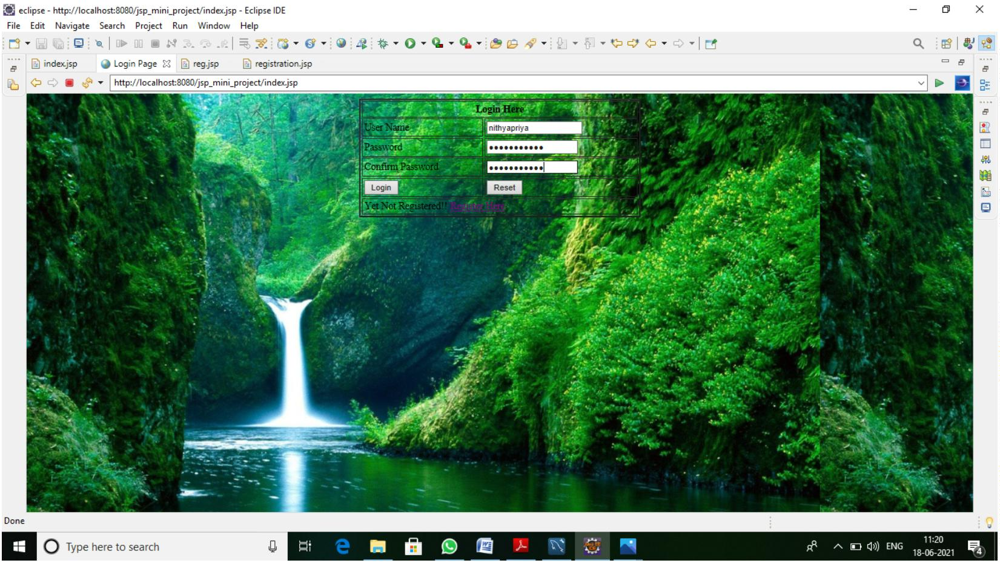 eclipse - http://localhost:8080/jsp_mini_project/index.jsp - Eclipse IDE
File Edit Navigate Search Project Run Window Help
index.jsp Login Page reg.jsp registration.jsp
http://localhost:8080/jsp_mini_project/index.jsp
Login Here
User Name nithyapriya
Password •••••••••••
Confirm Password •••••••••••
Login Reset
Yet Not Registered!! Register Here
Done
Type here to search
ENG
11:20
18-06-2021
4